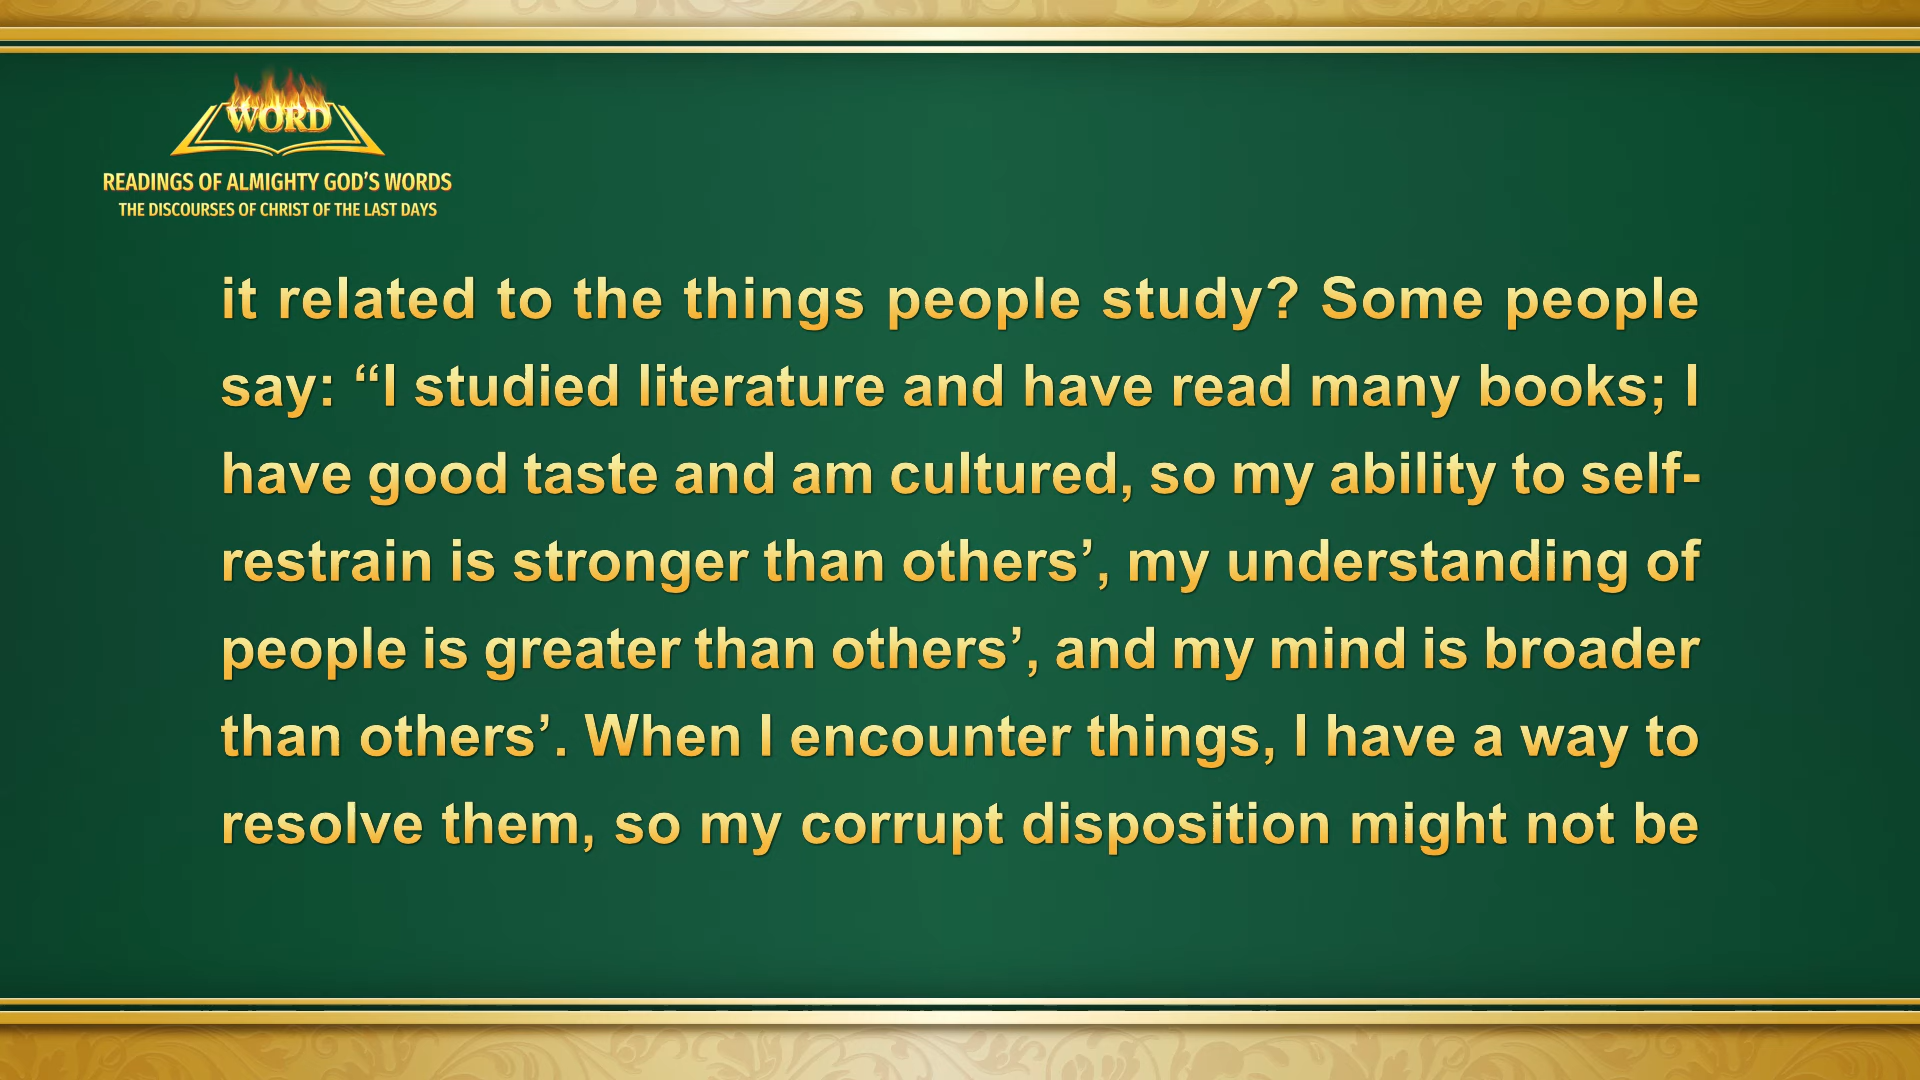 WORD
READINGS OF ALMIGHTY GOD’S WORDS
THE DISCOURSES OF CHRIST OF THE LAST DAYS
it related to the things people study? Some people
say: “I studied literature and have read many books; I
have good taste and am cultured, so my ability to self-
restrain is stronger than others’, my understanding of
people is greater than others’, and my mind is broader
than others’. When I encounter things, I have a way to
resolve them, so my corrupt disposition might not be